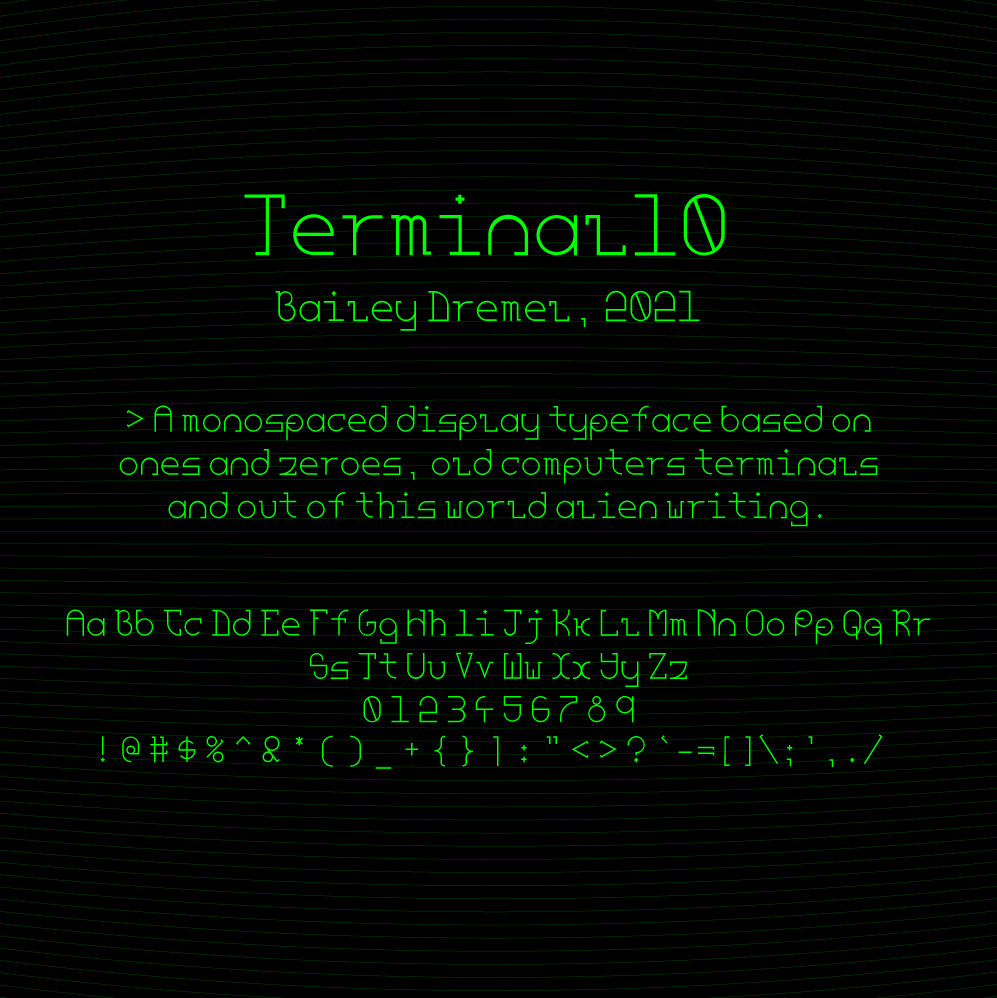 Terminal10
Bailey Dremel, 2021
> A monospaced display typeface based on
ones and zeroes, old computers terminals
and out of this world alien writing.
Aa Bb Cc Dd Ee Ff Gg Hh Ii Jj Kk Ll Mm Nn Oo Pp Qq Rr
Ss Tt Uu Vv Ww Xx Yy Zz
0 1 2 3 4 5 6 7 8 9
! @ # $ % ^ & * ( ) _ + { } | : " < > ? ` - = [ ] \ ; ' , . /